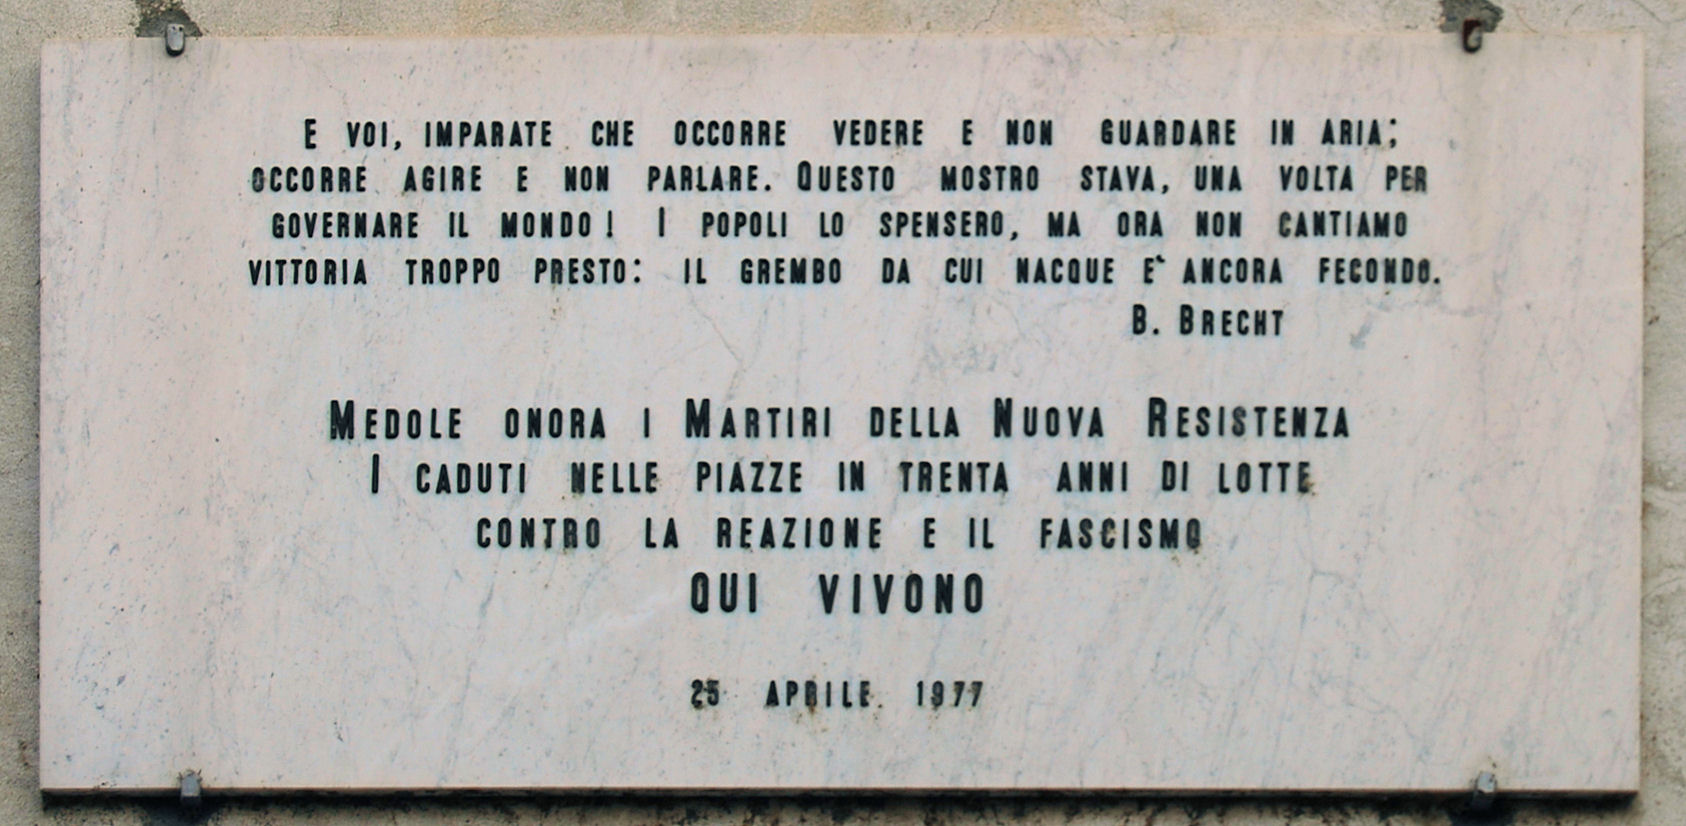 E VOI, IMPARATE CHE OCCORRE VEDERE E NON GUARDARE IN ARIA;
OCCORRE AGIRE E NON PARLARE. QUESTO MOSTRO STAVA, UNA VOLTA PER
GOVERNARE IL MONDO! I POPOLI LO SPENSERO, MA ORA NON CANTIAMO
VITTORIA TROPPO PRESTO: IL GREMBO DA CUI NACQUE E` ANCORA FECONDO.
B. BRECHT
MEDOLE ONORA I MARTIRI DELLA NUOVA RESISTENZA
I CADUTI NELLE PIAZZE IN TRENTA ANNI DI LOTTE
CONTRO LA REAZIONE E IL FASCISMO
QUI VIVONO
25 APRILE 1977